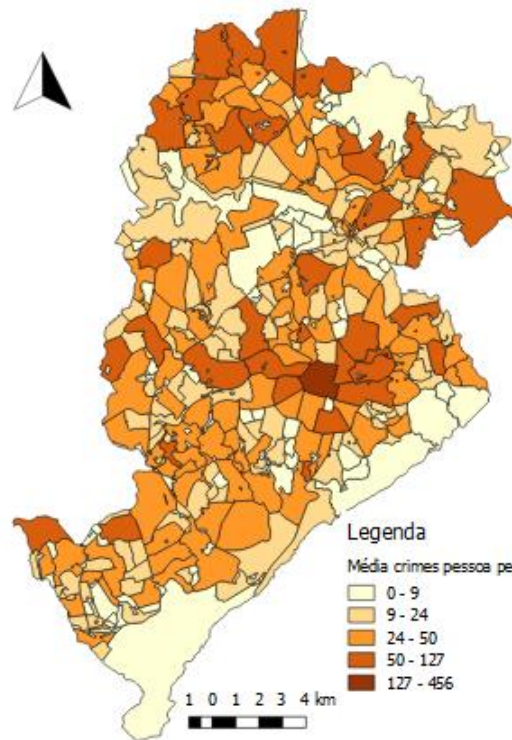 Legenda
Média crimes pessoa pe
0 - 9
9 - 24
24 - 50
50 - 127
127 - 456
1 0 1 2 3 4 km